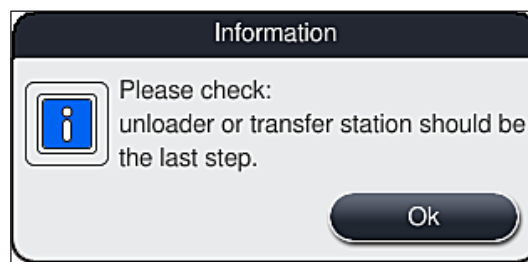 Information
Please check:
unloader or transfer station should be
the last step.
Ok